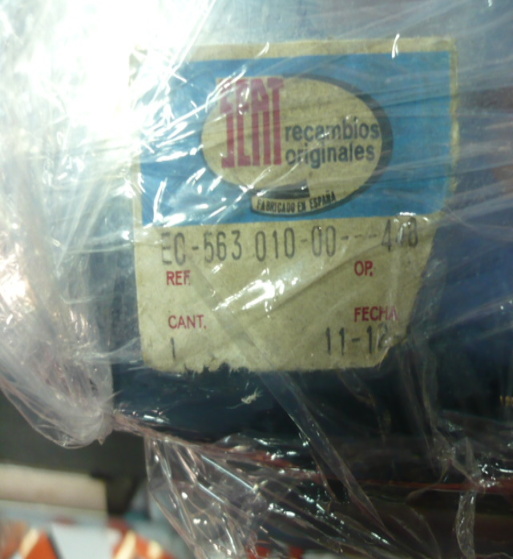 SEAT
recambios
originales
FABRICADO EN ESPAÑA
EC-563 010-00---
REF. OP.
CANT. FECHA
1 11-12